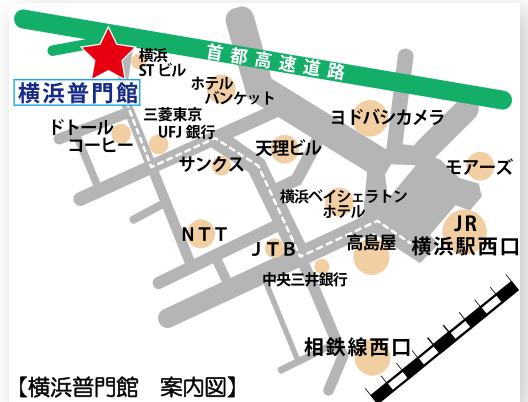 首都高速道路
横浜
STビル
横浜普門館
ホテル
バンケット
三菱東京
UFJ 銀行
ドトール
コーヒー
ヨドバシカメラ
サンクス
天理ビル
モアーズ
横浜ベイシェラトン
ホテル
NTT
JTB
高島屋
JR
横浜駅西口
中央三井銀行
相鉄線西口
【横浜普門館 案内図】